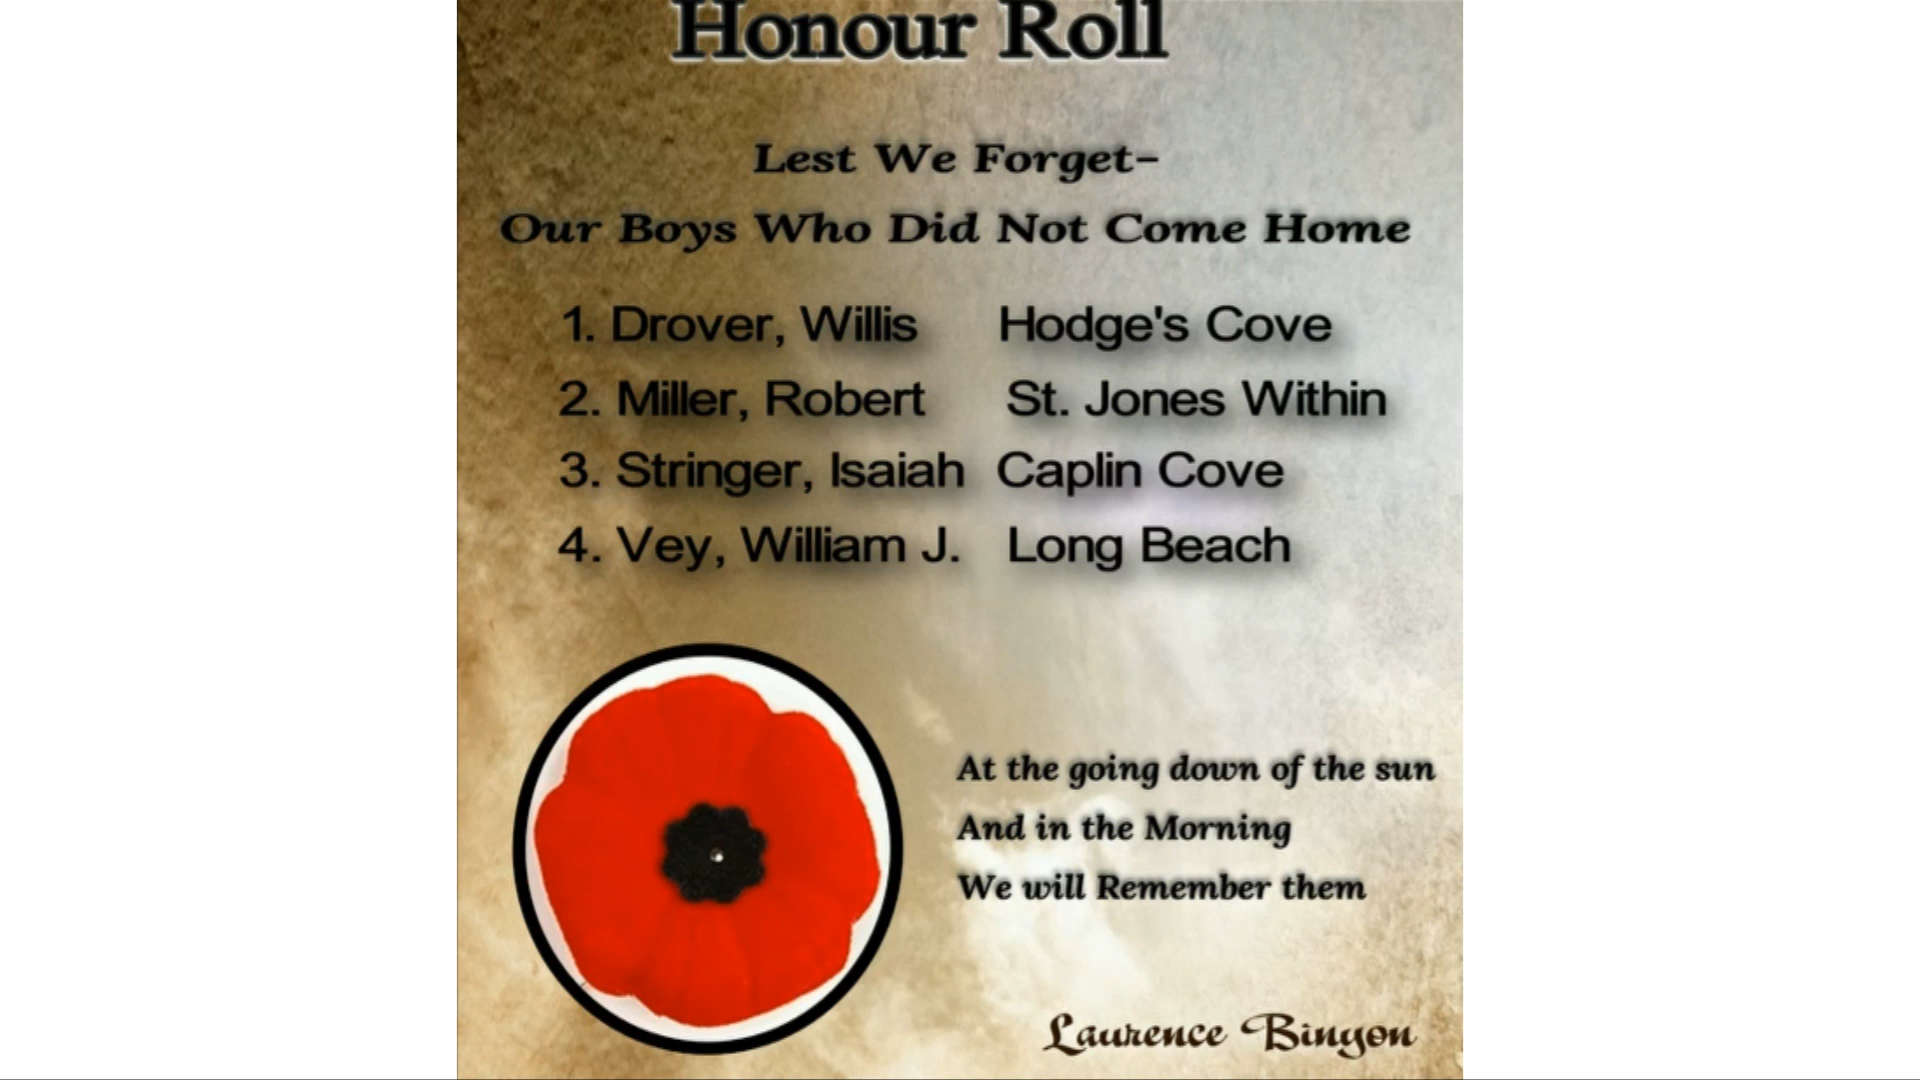 Honour Roll
Lest We Forget–
Our Boys Who Did Not Come Home
1. Drover, Willis Hodge's Cove
2. Miller, Robert St. Jones Within
3. Stringer, Isaiah Caplin Cove
4. Vey, William J. Long Beach
At the going down of the sun
And in the Morning
We will Remember them
Laurence Binyon